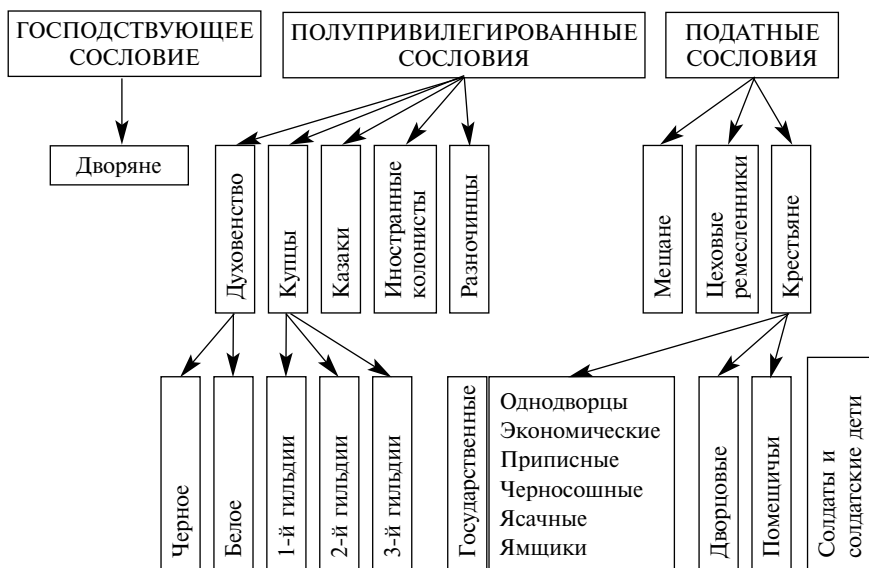 ГОСПОДСТВУЮЩЕЕ
СОСЛОВИЕ
ПОЛУПРИВИЛЕГИРОВАННЫЕ
СОСЛОВИЯ
ПОДАТНЫЕ
СОСЛОВИЯ
Дворяне
Духовенство
Купцы
Казаки
Иностранные
колонисты
Разночинцы
Мещане
Цеховые
ремесленники
Крестьяне
Черное
Белое
1-й гильдии
2-й гильдии
3-й гильдии
Государственные
Однодворцы
Экономические
Приписные
Черносошные
Ясачные
Ямщики
Дворцовые
Помещичьи
Солдаты и
солдатские дети